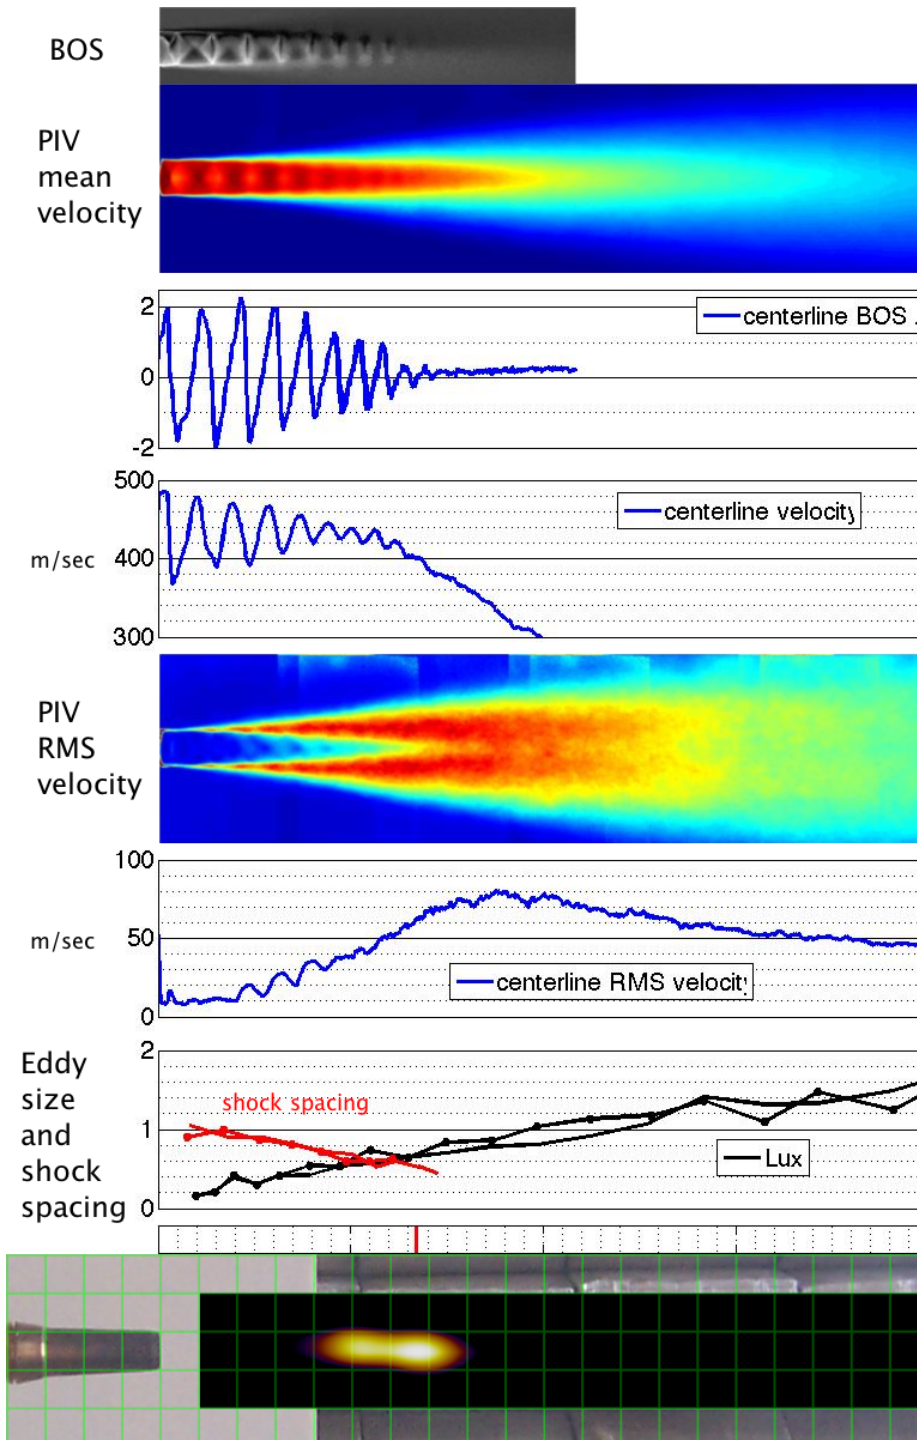 BOS
PIV
mean
velocity
2
0
-2
centerline BOS
500
400
300
m/sec
centerline velocity
PIV
RMS
velocity
100
50
0
m/sec
centerline RMS velocity
Eddy
size
and
shock
spacing
2
1
0
shock spacing
Lux